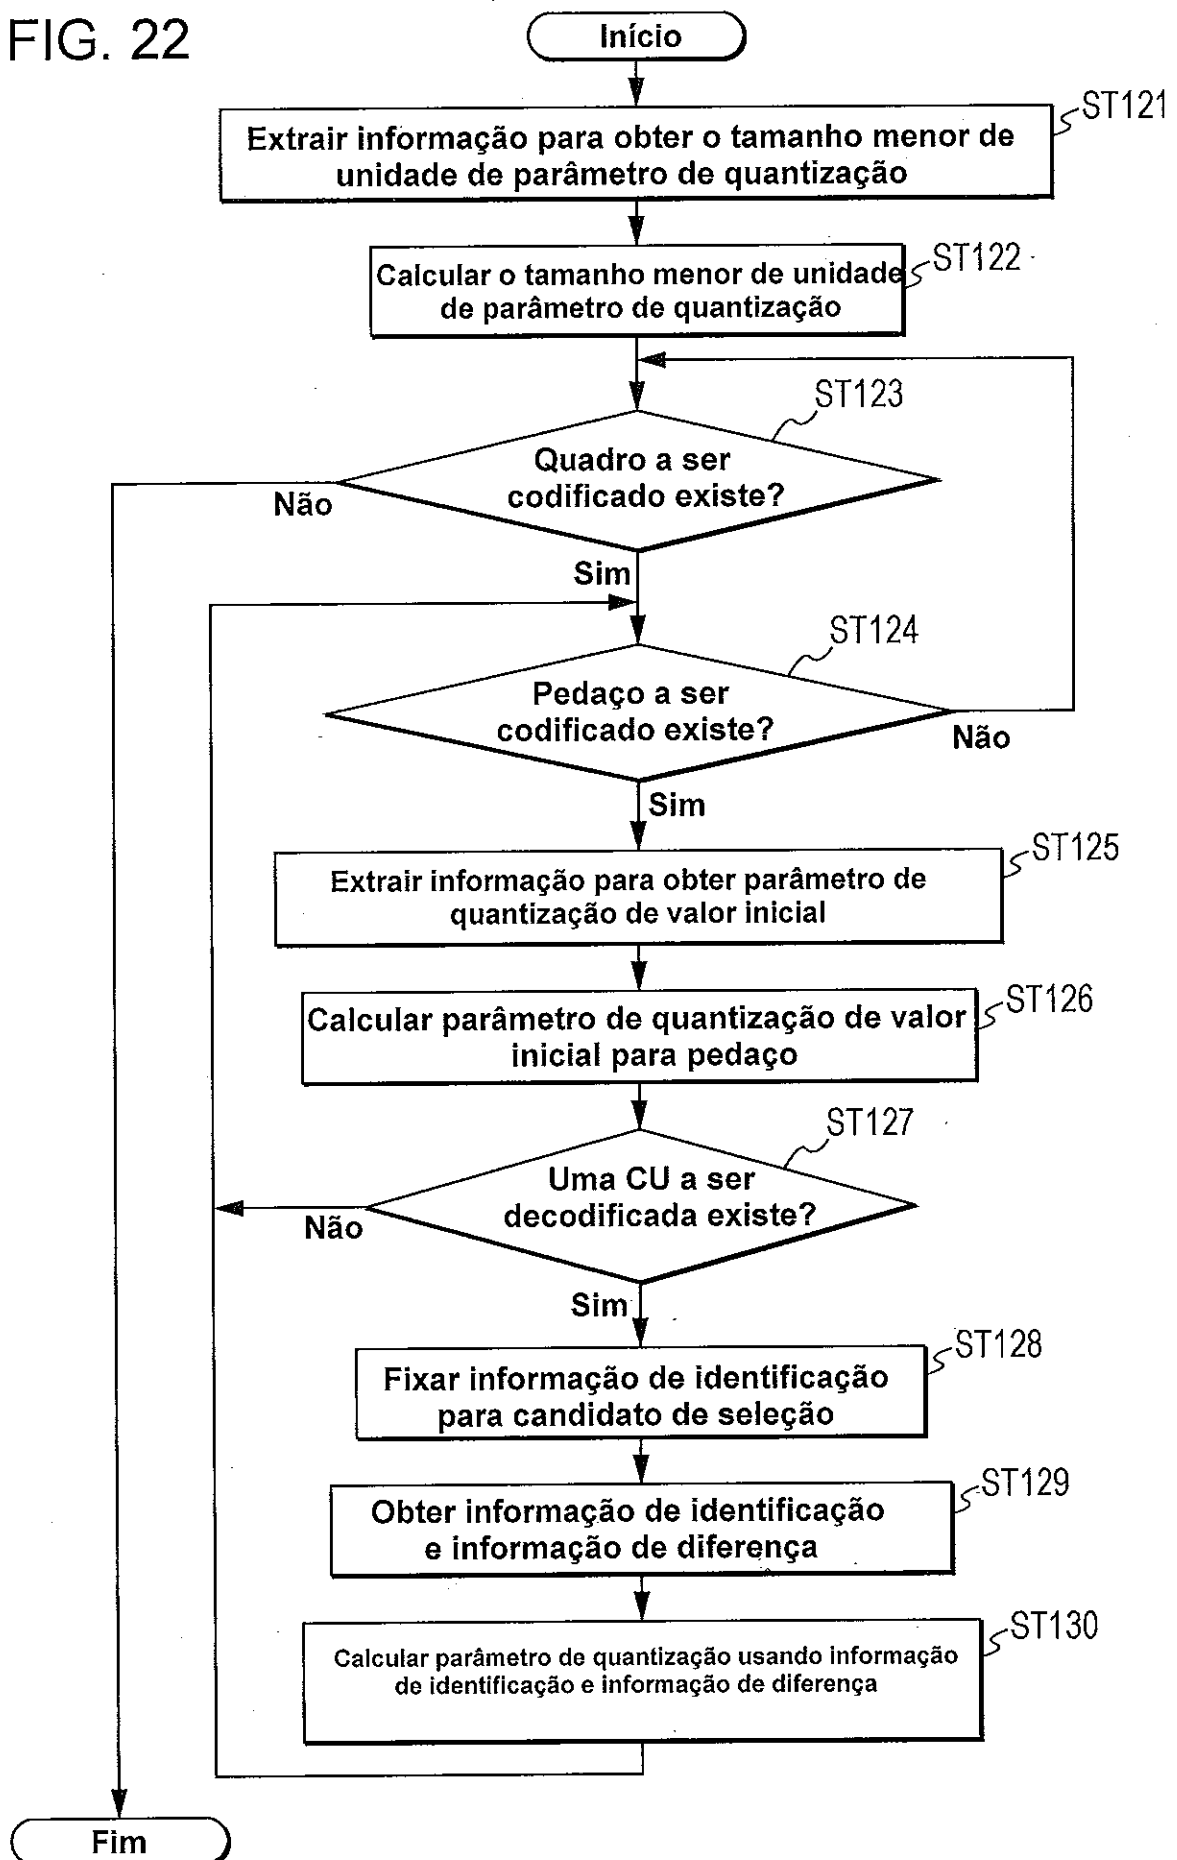 FIG. 22
Início
ST121
Extrair informação para obter o tamanho menor de
unidade de parâmetro de quantização
ST122
Calcular o tamanho menor de unidade
de parâmetro de quantização
ST123
Quadro a ser
codificado existe?
Não
Sim
ST124
Pedaço a ser
codificado existe?
Não
Sim
ST125
Extrair informação para obter parâmetro de
quantização de valor inicial
ST126
Calcular parâmetro de quantização de valor
inicial para pedaço
ST127
Uma CU a ser
decodificada existe?
Não
Sim
ST128
Fixar informação de identificação
para candidato de seleção
ST129
Obter informação de identificação
e informação de diferença
ST130
Calcular parâmetro de quantização usando informação
de identificação e informação de diferença
Fim